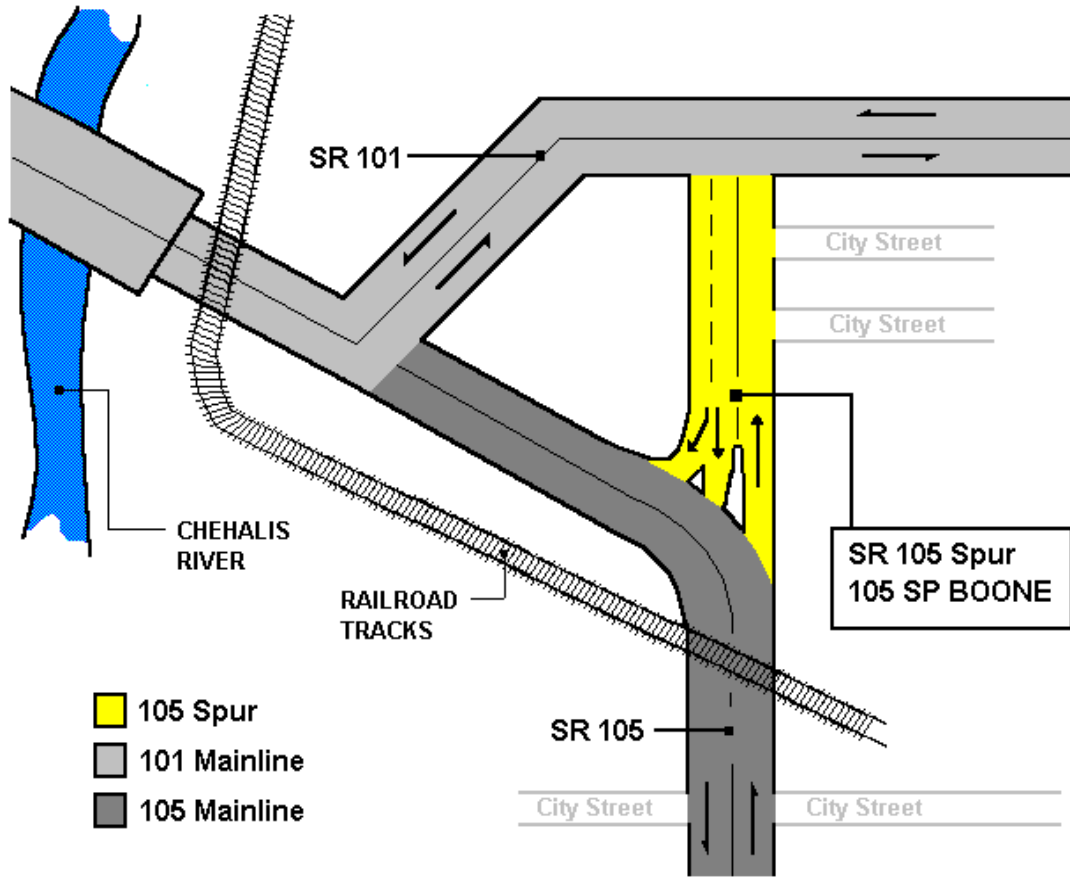 SR 101
City Street
City Street
CHEHALIS
RIVER
RAILROAD
TRACKS
SR 105 Spur
105 SP BOONE
105 Spur
101 Mainline
105 Mainline
SR 105
City Street
City Street